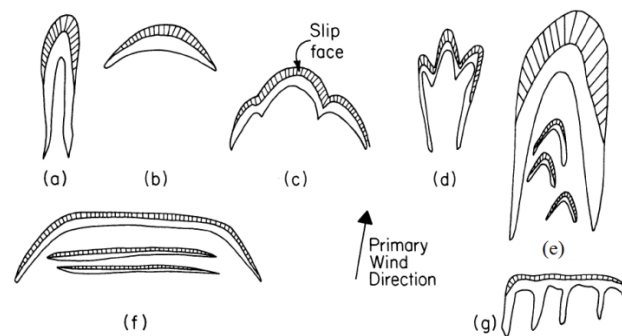 Slip
face
(a)
(b)
(c)
(d)
(e)
Primary
Wind
Direction
(f)
(g)